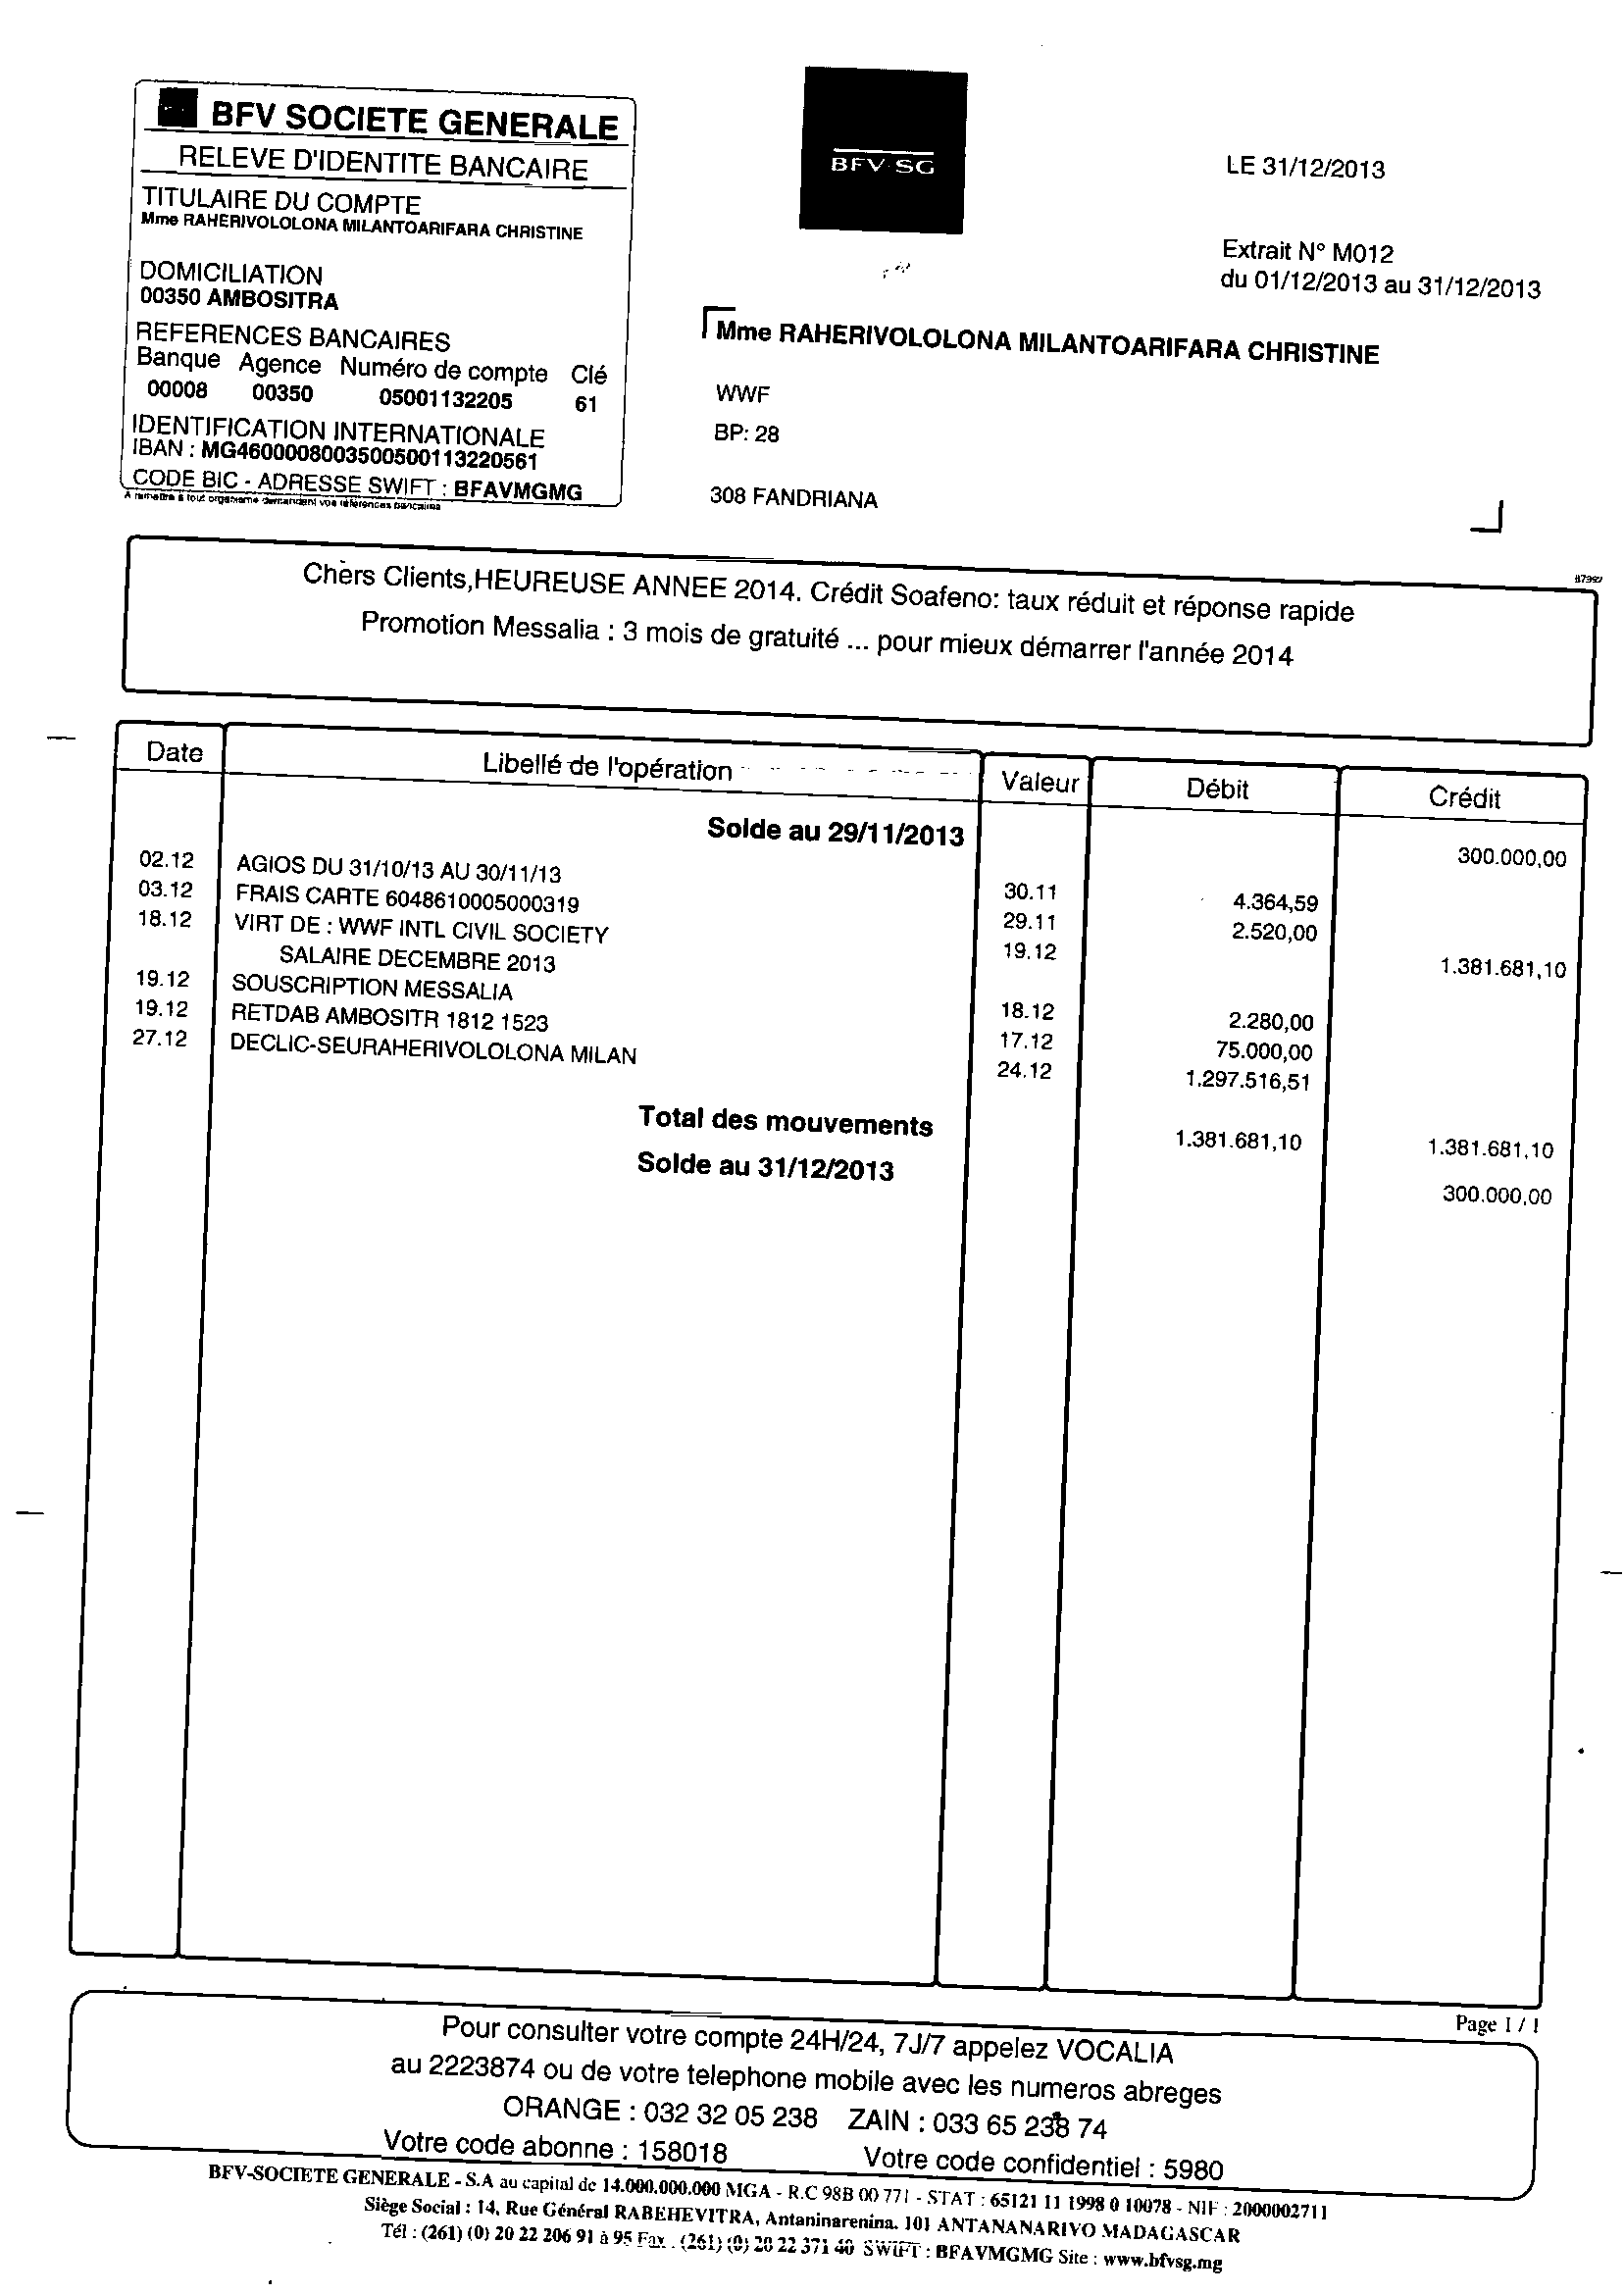 BFV SOCIETE GENERALE
RELEVE D'IDENTITE BANCAIRE
TITULAIRE DU COMPTE
Mme RAHERIVOLOLONA MILANTOARIFARA CHRISTINE
DOMICILIATION
00350 AMBOSITRA
REFERENCES BANCAIRES
Banque Agence Numéro de compte Clé
00008 00350 05001132205 61
IDENTIFICATION INTERNATIONALE
IBAN : MG4600008003500500113220561
CODE BIC - ADRESSE SWIFT : BFAVMGMG
A remettre à tout organisme demandant vos références bancaires
BFV-SG
LE 31/12/2013
Extrait N° M012
du 01/12/2013 au 31/12/2013
Mme RAHERIVOLOLONA MILANTOARIFARA CHRISTINE
WWF
BP: 28
308 FANDRIANA
Chers Clients,HEUREUSE ANNEE 2014. Crédit Soafeno: taux réduit et réponse rapide
Promotion Messalia : 3 mois de gratuité ... pour mieux démarrer l'année 2014
Date Libellé de l'opération Valeur Débit Crédit
Solde au 29/11/2013 300.000,00
02.12 AGIOS DU 31/10/13 AU 30/11/13 30.11 4.364,59
03.12 FRAIS CARTE 6048610005000319 29.11 2.520,00
18.12 VIRT DE : WWF INTL CIVIL SOCIETY 19.12 1.381.681,10
SALAIRE DECEMBRE 2013
19.12 SOUSCRIPTION MESSALIA 18.12 2.280,00
19.12 RETDAB AMBOSITR 1812 1523 17.12 75.000,00
27.12 DECLIC-SEURAHERIVOLOLONA MILAN 24.12 1.297.516,51
Total des mouvements 1.381.681,10 1.381.681,10
Solde au 31/12/2013 300.000,00
Page 1 / 1
Pour consulter votre compte 24H/24, 7J/7 appelez VOCALIA
au 2223874 ou de votre telephone mobile avec les numeros abreges
ORANGE : 032 32 05 238 ZAIN : 033 65 238 74
Votre code abonne : 158018 Votre code confidentiel : 5980
BFV-SOCIETE GENERALE - S.A au capital de 14.000.000.000 MGA - R.C 98B 00 771 - STAT : 65121 11 1998 0 10078 - NIF : 2000002711
Siège Social : 14, Rue Général RABEHEVITRA, Antaninarenina. 101 ANTANANARIVO MADAGASCAR
Tél : (261) (0) 20 22 206 91 à 95 Fax : (261) (0) 20 22 371 40 SWIFT : BFAVMGMG Site : www.bfvsg.mg